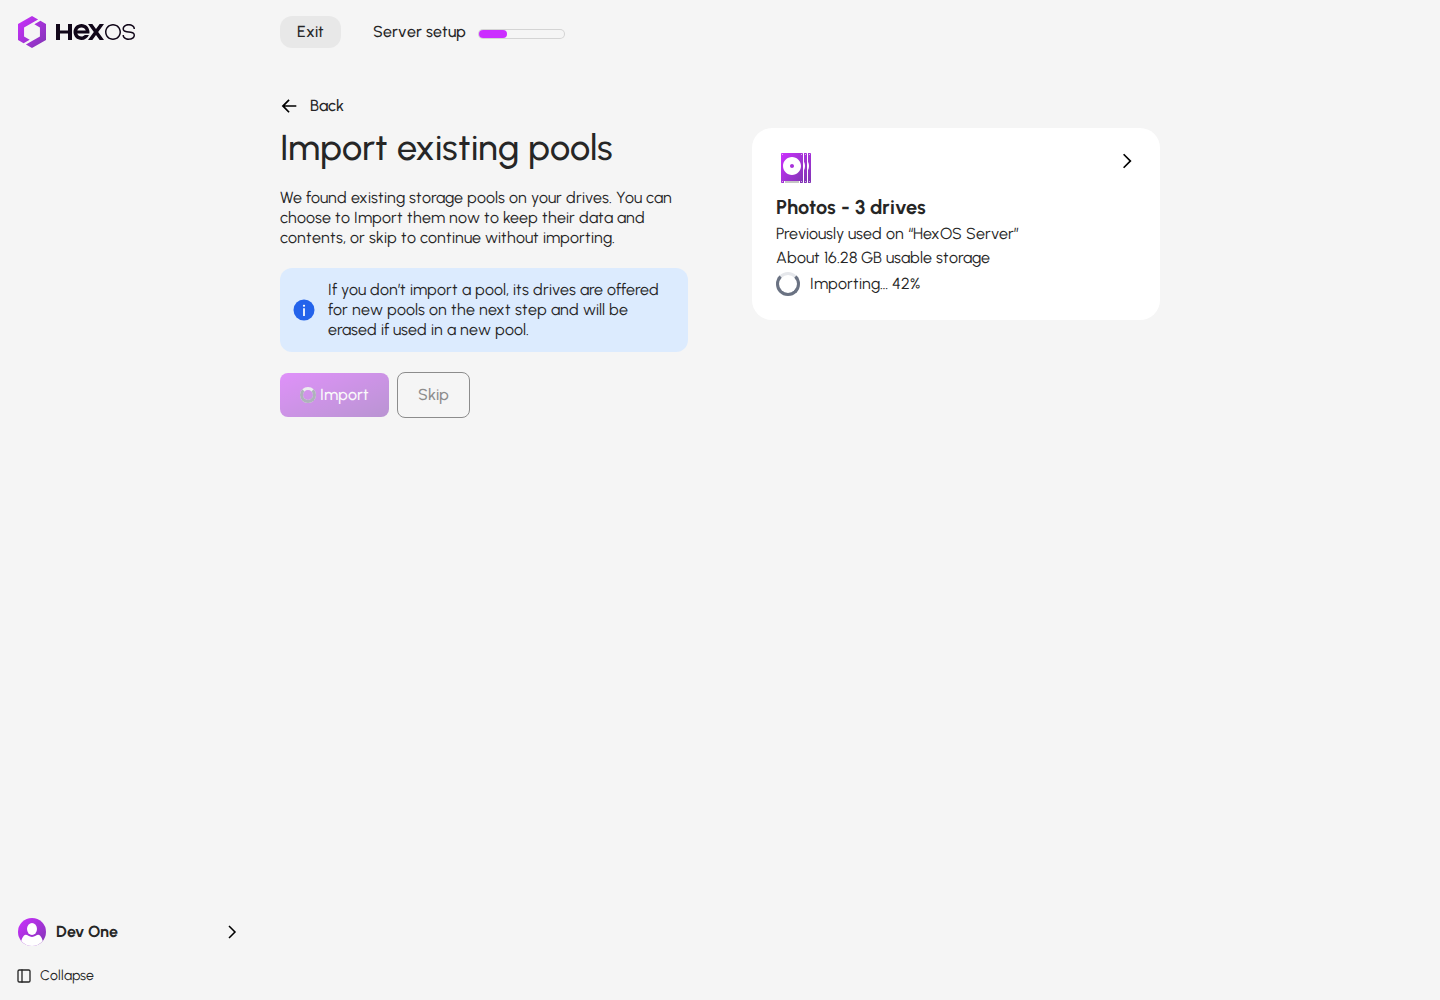 HexOS
Exit
Server setup
Back
Import existing pools
We found existing storage pools on your drives. You can
choose to Import them now to keep their data and
contents, or skip to continue without importing.
If you don’t import a pool, its drives are offered
for new pools on the next step and will be
erased if used in a new pool.
Import
Skip
Photos - 3 drives
Previously used on “HexOS Server”
About 16.28 GB usable storage
Importing… 42%
Dev One
Collapse